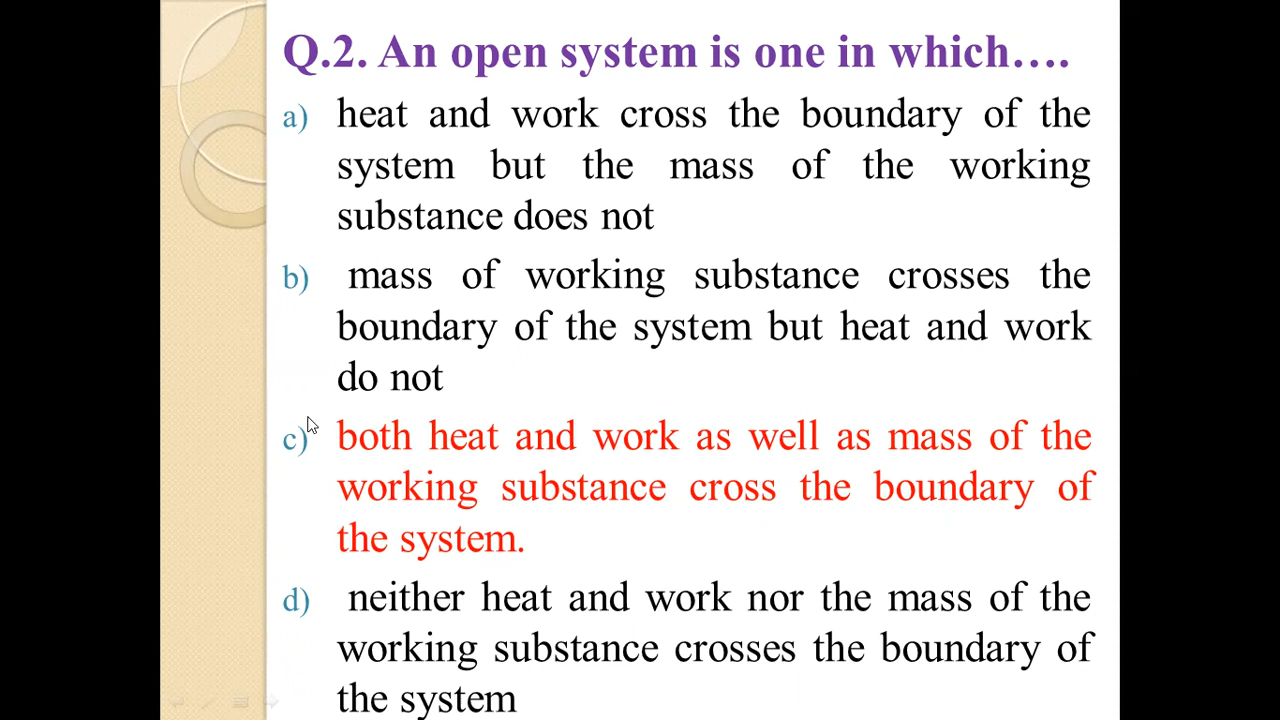 Q.2. An open system is one in which….
a) heat and work cross the boundary of the
system but the mass of the working
substance does not
b) mass of working substance crosses the
boundary of the system but heat and work
do not
c) both heat and work as well as mass of the
working substance cross the boundary of
the system.
d) neither heat and work nor the mass of the
working substance crosses the boundary of
the system